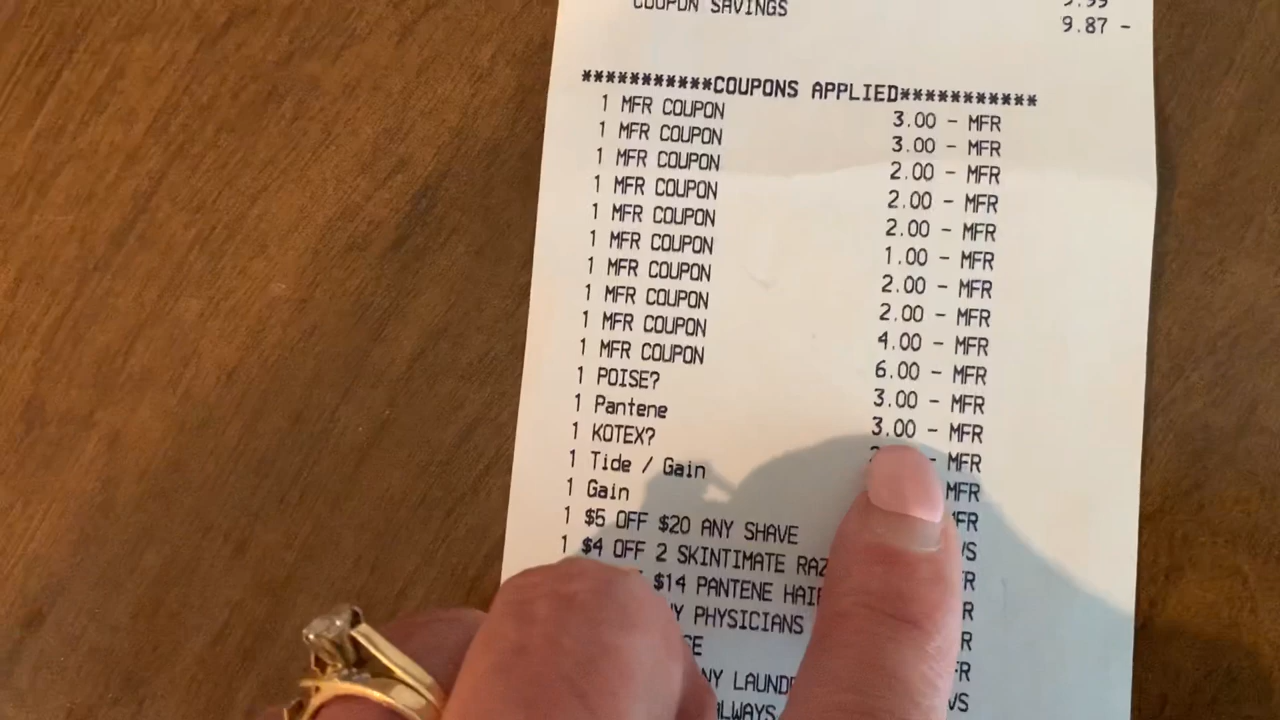 COUPON SAVINGS 9.87 -
***********COUPONS APPLIED***********
1 MFR COUPON 3.00 - MFR
1 MFR COUPON 3.00 - MFR
1 MFR COUPON 2.00 - MFR
1 MFR COUPON 2.00 - MFR
1 MFR COUPON 2.00 - MFR
1 MFR COUPON 1.00 - MFR
1 MFR COUPON 2.00 - MFR
1 MFR COUPON 2.00 - MFR
1 MFR COUPON 4.00 - MFR
1 MFR COUPON 6.00 - MFR
1 POISE? 3.00 - MFR
1 Pantene 3.00 - MFR
1 KOTEX? - MFR
1 Tide / Gain MFR
1 Gain
1 $5 OFF $20 ANY SHAVE
1 $4 OFF 2 SKINTIMATE
$14 PANTENE
PHYSICIANS
ALWAYS